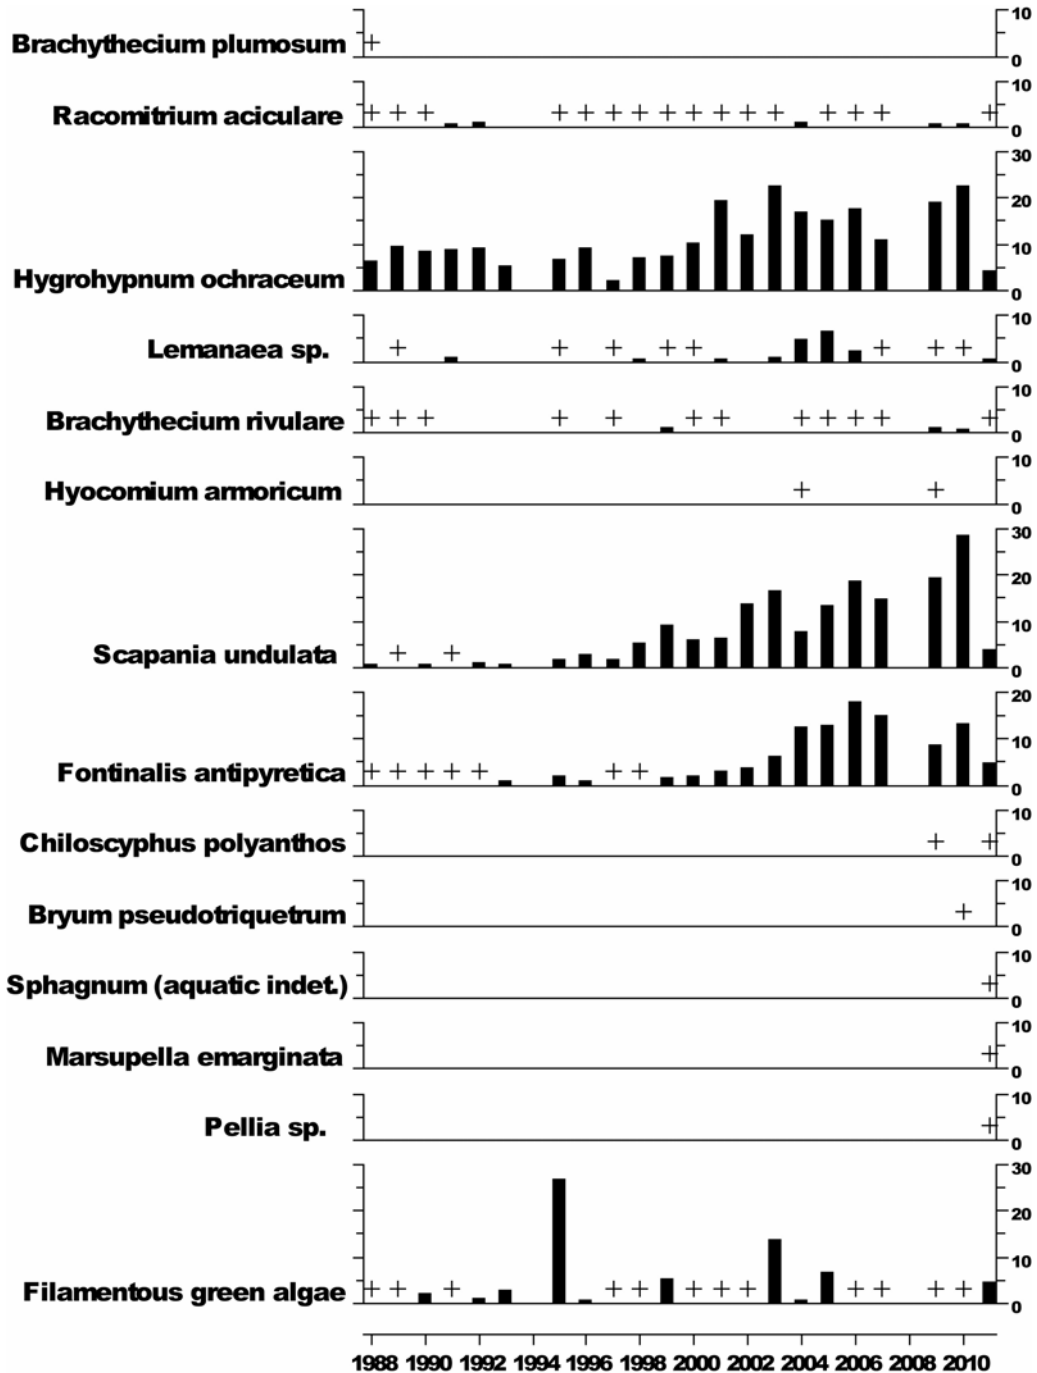 10
Brachythecium plumosum +
0
10
Racomitrium aciculare + + + + + + + + + + + + + + + +
0
30
20
10
Hygrohypnum ochraceum
0
10
Lemanaea sp. + + + + + + + +
0
10
Brachythecium rivulare + + + + + + + + + + + +
0
10
Hyocomium armoricum + +
0
30
20
10
Scapania undulata + +
0
20
10
Fontinalis antipyretica + + + + + + +
0
10
Chiloscyphus polyanthos + +
0
10
Bryum pseudotriquetrum +
0
10
Sphagnum (aquatic indet.) +
0
10
Marsupella emarginata +
0
10
Pellia sp. +
0
30
20
10
Filamentous green algae + + + + + + + + + + + +
0
1988 1990 1992 1994 1996 1998 2000 2002 2004 2006 2008 2010